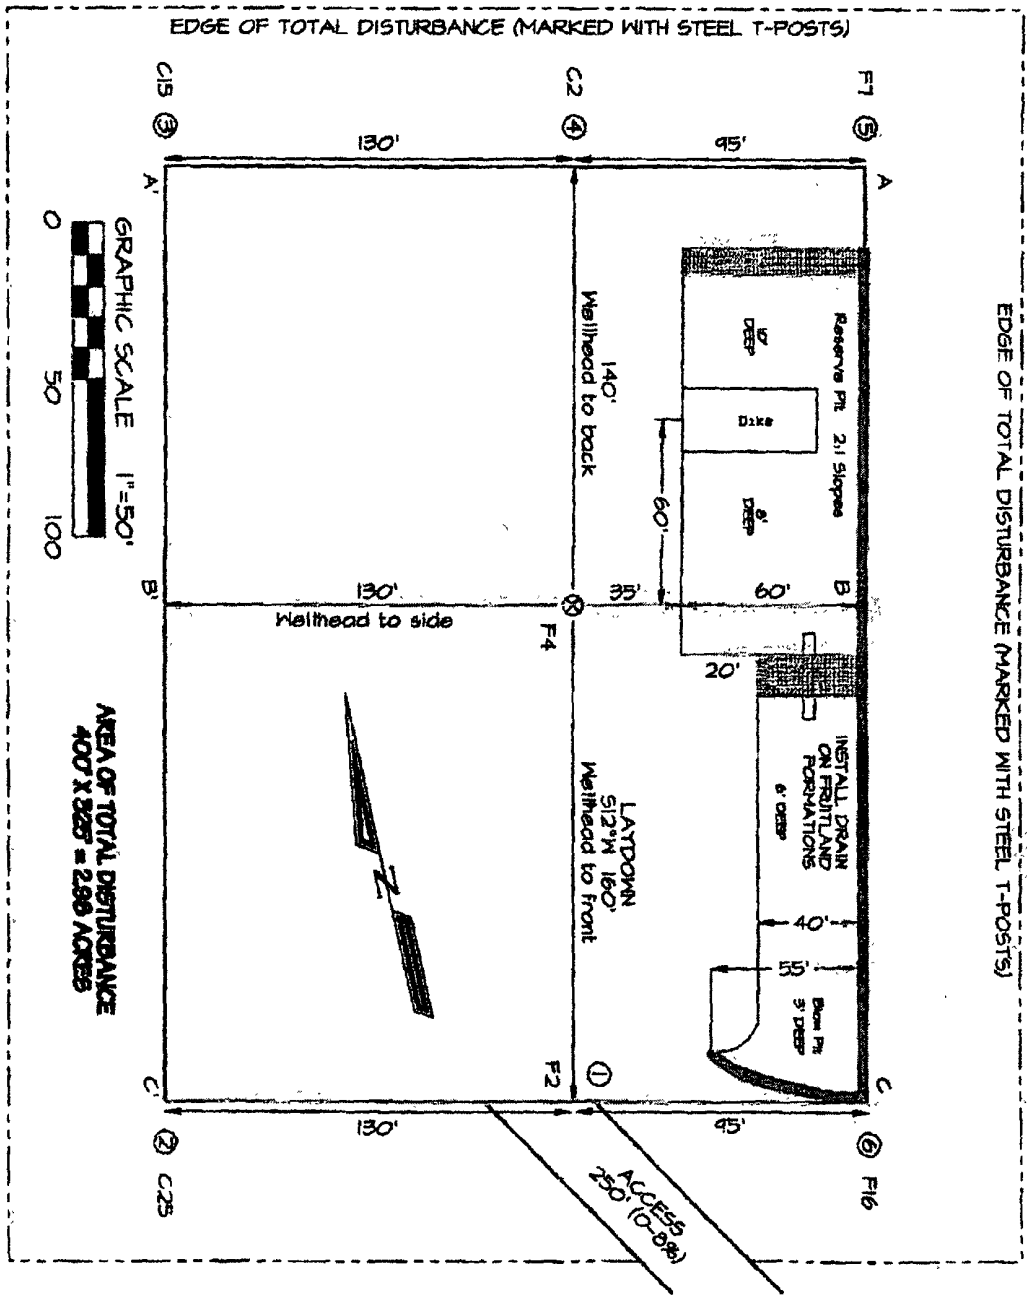 EDGE OF TOTAL DISTURBANCE (MARKED WITH STEEL T-POSTS)
C15 ③
C2 ④
F7 ⑤
130'
95'
A'
A
EDGE OF TOTAL DISTURBANCE (MARKED WITH STEEL T-POSTS)
0
50
100
GRAPHIC SCALE 1"=50'
140'
Wellhead to back
10'
DEEP
Reserve Pit 2:1 Slopes
Dike
8'
DEEP
60'
B'
130'
Wellhead to side
F4
35'
60'
B
20'
INSTALL DRAIN
ON FRUITLAND
FORMATIONS
6' DEEP
LAYDOWN
S12°W 160'
Wellhead to front
N
AREA OF TOTAL DISTURBANCE
400' X 325' = 2.98 ACRES
40'
55'
Blow Pit
5' DEEP
C'
F2
①
C
130'
95'
② C25
⑥ F16
ACCESS
250' (0-8%)